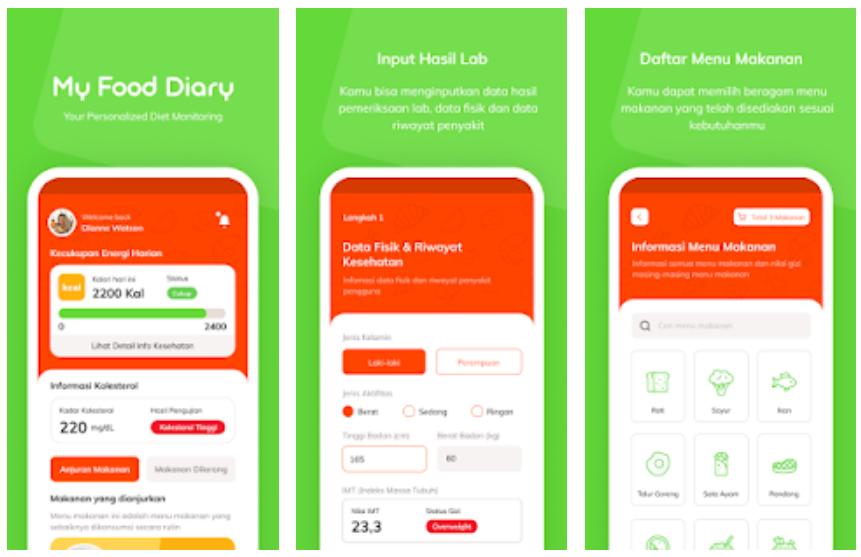 My Food Diary
Your Personalized Diet Monitoring
Welcome back
Dianne Watson
Kecukupan Energi Harian
kcal
Kalori hari ini
Status
2200 Kal
Cukup
0
2400
Lihat Detail Info Kesehatan
Informasi Kolesterol
Kadar Kolesterol
Hasil Pengujian
220 mg/dL
Kolesterol Tinggi
Anjuran Makanan
Makanan Dilarang
Makanan yang dianjurkan
Menu makanan ini adalah menu makanan yang
sebaiknya dikonsumsi secara rutin
Input Hasil Lab
Kamu bisa menginputkan data hasil
pemeriksaan lab, data fisik dan data
riwayat penyakit
Langkah 1
Data Fisik & Riwayat
Kesehatan
Informasi data fisik dan riwayat penyakit
pengguna
Jenis Kelamin
Laki-laki
Perempuan
Jenis Aktifitas
Berat
Sedang
Ringan
Tinggi Badan (cm)
Berat Badan (kg)
165
60
IMT (Indeks Massa Tubuh)
Nilai IMT
Status Gizi
23,3
Overweight
Daftar Menu Makanan
Kamu dapat memilih beragam menu
makanan yang telah disediakan sesuai
kebutuhanmu
Total 3 Makanan
Informasi Menu Makanan
Informasi semua menu makanan dan nilai gizi
masing-masing menu makanan
Cari menu makanan
Roti
Sayur
Ikan
Telur Goreng
Sate Ayam
Rendang